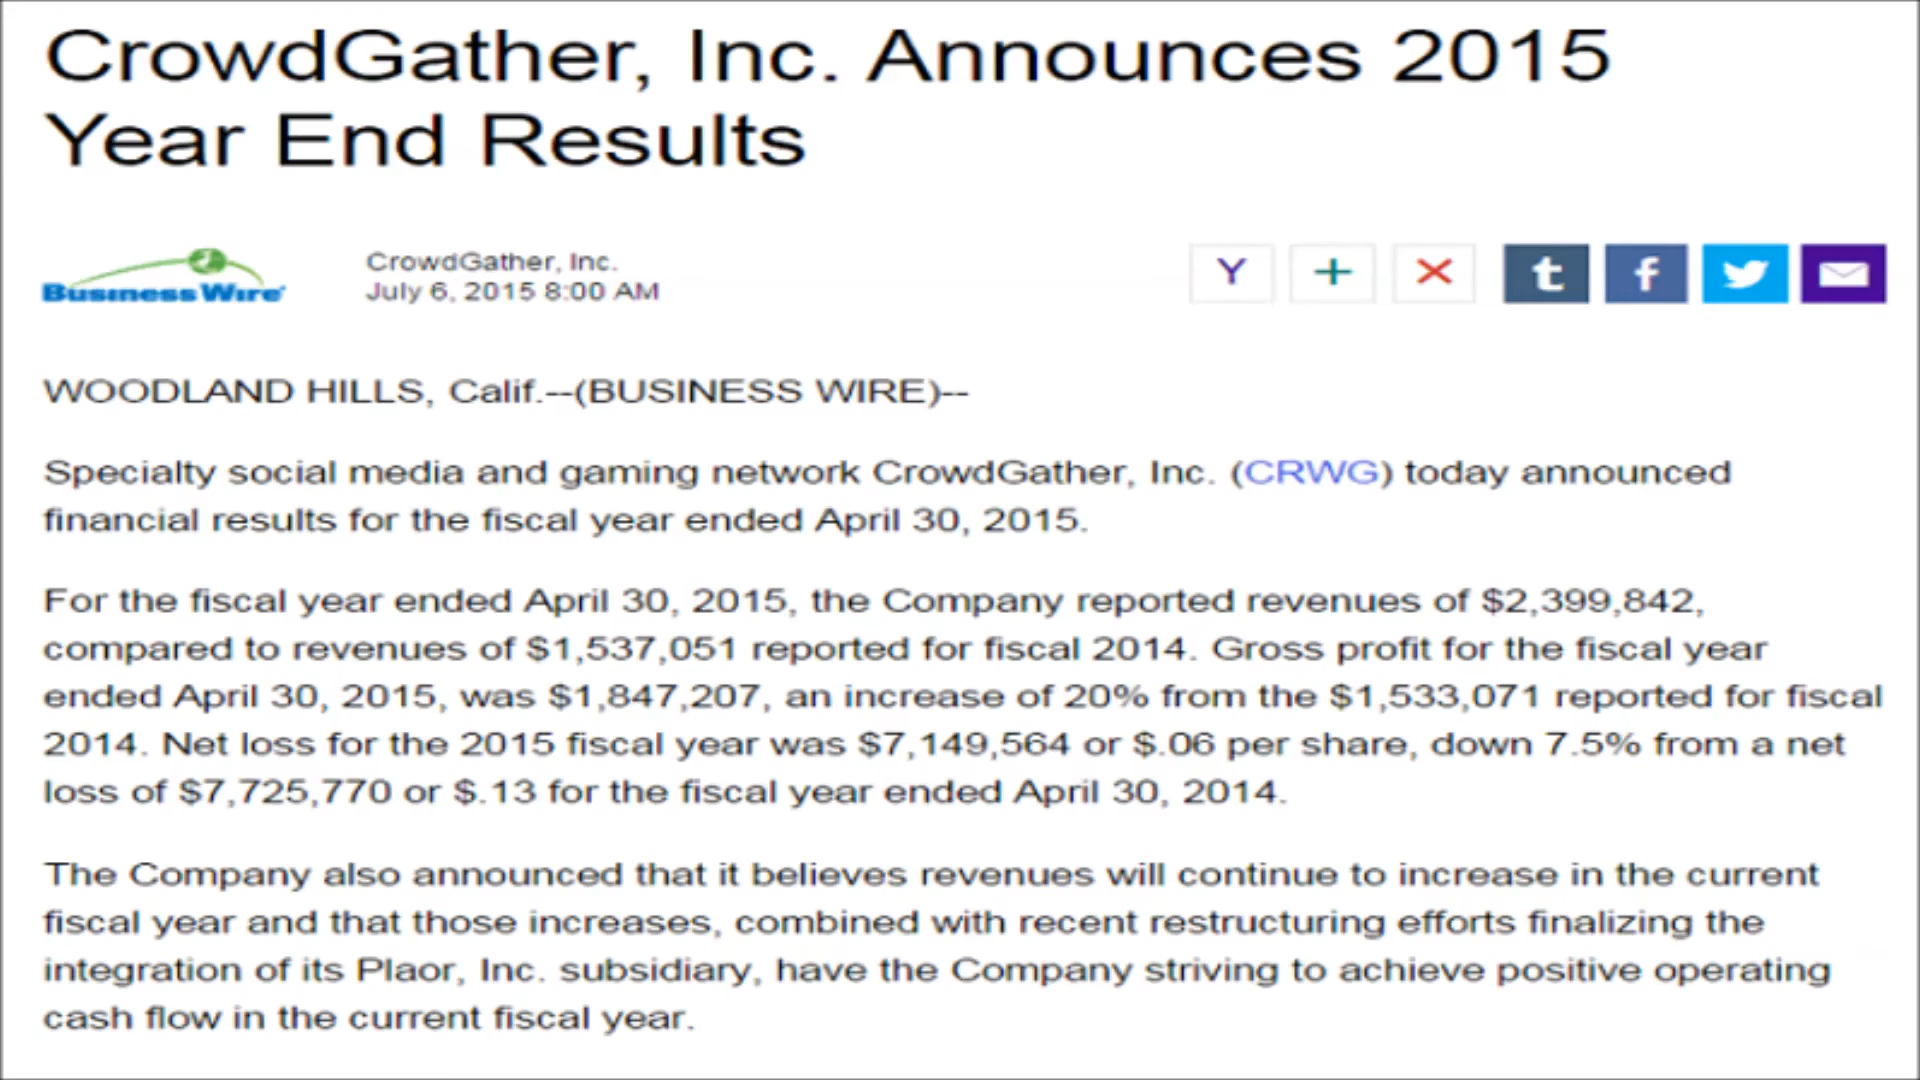 CrowdGather, Inc. Announces 2015
Year End Results
Business Wire
CrowdGather, Inc.
July 6, 2015 8:00 AM
WOODLAND HILLS, Calif.--(BUSINESS WIRE)--
Specialty social media and gaming network CrowdGather, Inc. (CRWG) today announced
financial results for the fiscal year ended April 30, 2015.
For the fiscal year ended April 30, 2015, the Company reported revenues of $2,399,842,
compared to revenues of $1,537,051 reported for fiscal 2014. Gross profit for the fiscal year
ended April 30, 2015, was $1,847,207, an increase of 20% from the $1,533,071 reported for fiscal
2014. Net loss for the 2015 fiscal year was $7,149,564 or $.06 per share, down 7.5% from a net
loss of $7,725,770 or $.13 for the fiscal year ended April 30, 2014.
The Company also announced that it believes revenues will continue to increase in the current
fiscal year and that those increases, combined with recent restructuring efforts finalizing the
integration of its Plaor, Inc. subsidiary, have the Company striving to achieve positive operating
cash flow in the current fiscal year.